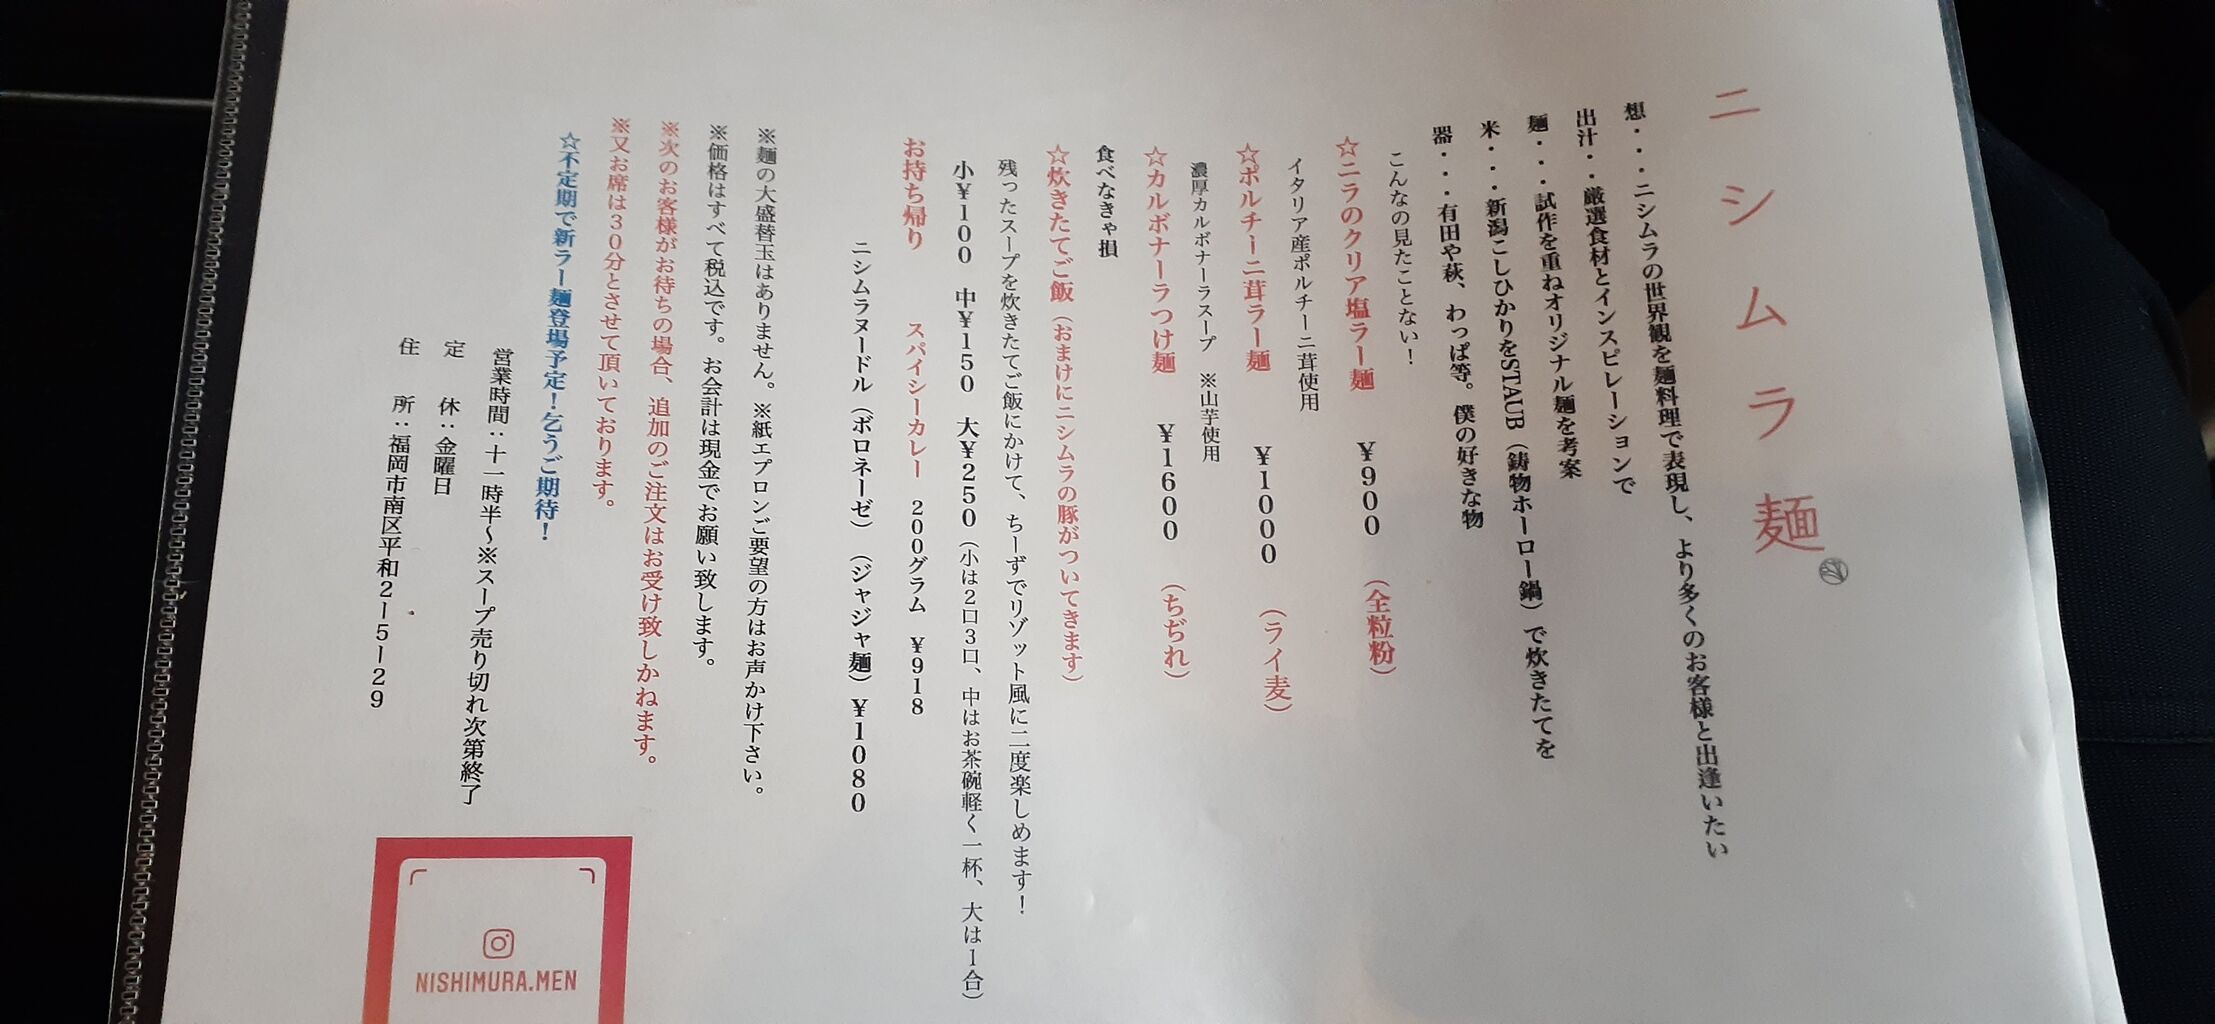 ニシムラ麺
想・・・ニシムラの世界観を麺料理で表現し、より多くのお客様と出逢いたい
出汁・・厳選食材とインスピレーションで
麺・・・試作を重ねオリジナル麺を考案
米・・・新潟こしひかりをSTAUB（鋳物ホーロー鍋）で炊きたてを
器・・・有田や萩、わっぱ等。僕の好きな物
こんなの見たことない！
☆ニラのクリア塩ラー麺 ¥900 （全粒粉）
イタリア産ポルチーニ茸使用
☆ポルチーニ茸ラー麺 ¥1000 （ライ麦）
濃厚カルボナーラスープ ※山芋使用
☆カルボナーラつけ麺 ¥1600 （ちぢれ）
食べなきゃ損
☆炊きたてご飯（おまけにニシムラの豚がついてきます）
残ったスープを炊きたてご飯にかけて、ちーずでリゾット風に二度楽しめます！
小¥100 中¥150 大¥250（小は2口3口、中はお茶碗軽く一杯、大は1合）
お持ち帰り スパイシーカレー 200グラム ¥918
ニシムラヌードル（ボロネーゼ）（ジャジャ麺）¥1080
※麺の大盛替玉はありません。※紙エプロンご要望の方はお声かけ下さい。
※価格はすべて税込です。お会計は現金でお願い致します。
※次のお客様がお待ちの場合、追加のご注文はお受け致しかねます。
※又お席は30分とさせて頂いております。
☆不定期で新ラー麺登場予定！乞うご期待！
営業時間：十一時半～※スープ売り切れ次第終了
定 休：金曜日
住 所：福岡市南区平和2ー5ー29
NISHIMURA.MEN